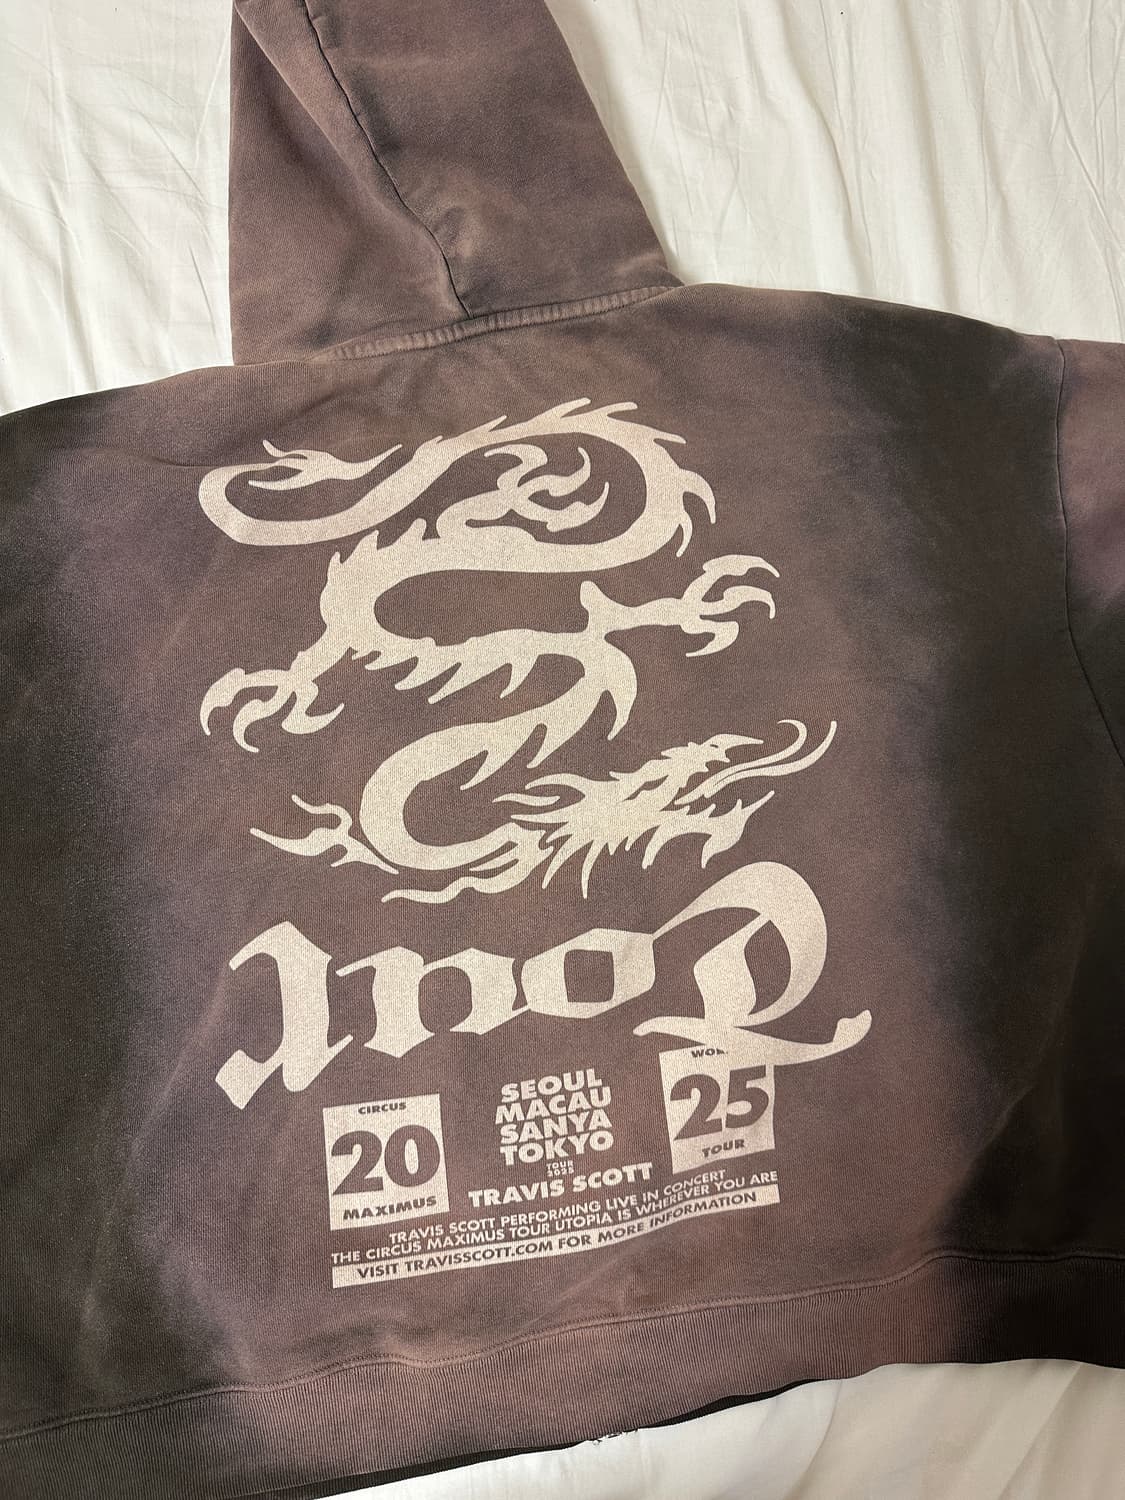 Tour
CIRCUS
20
MAXIMUS
SEOUL
MACAU
SANYA
TOKYO
TOUR
2025
TRAVIS SCOTT
25
TOUR
TRAVIS SCOTT PERFORMING LIVE IN CONCERT
THE CIRCUS MAXIMUS TOUR UTOPIA IS WHEREVER YOU ARE
VISIT TRAVISSCOTT.COM FOR MORE INFORMATION